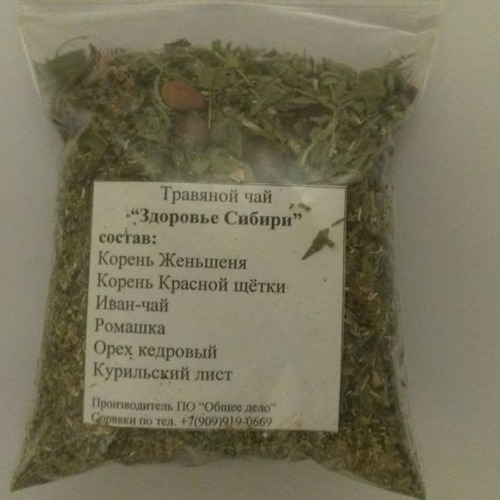 Травяной чай
“Здоровье Сибири”
состав:
Корень Женьшеня
Корень Красной щётки
Иван-чай
Ромашка
Орех кедровый
Курильский лист
Производитель ПО “Общее дело”
Справки по тел. +7(909)919-0669